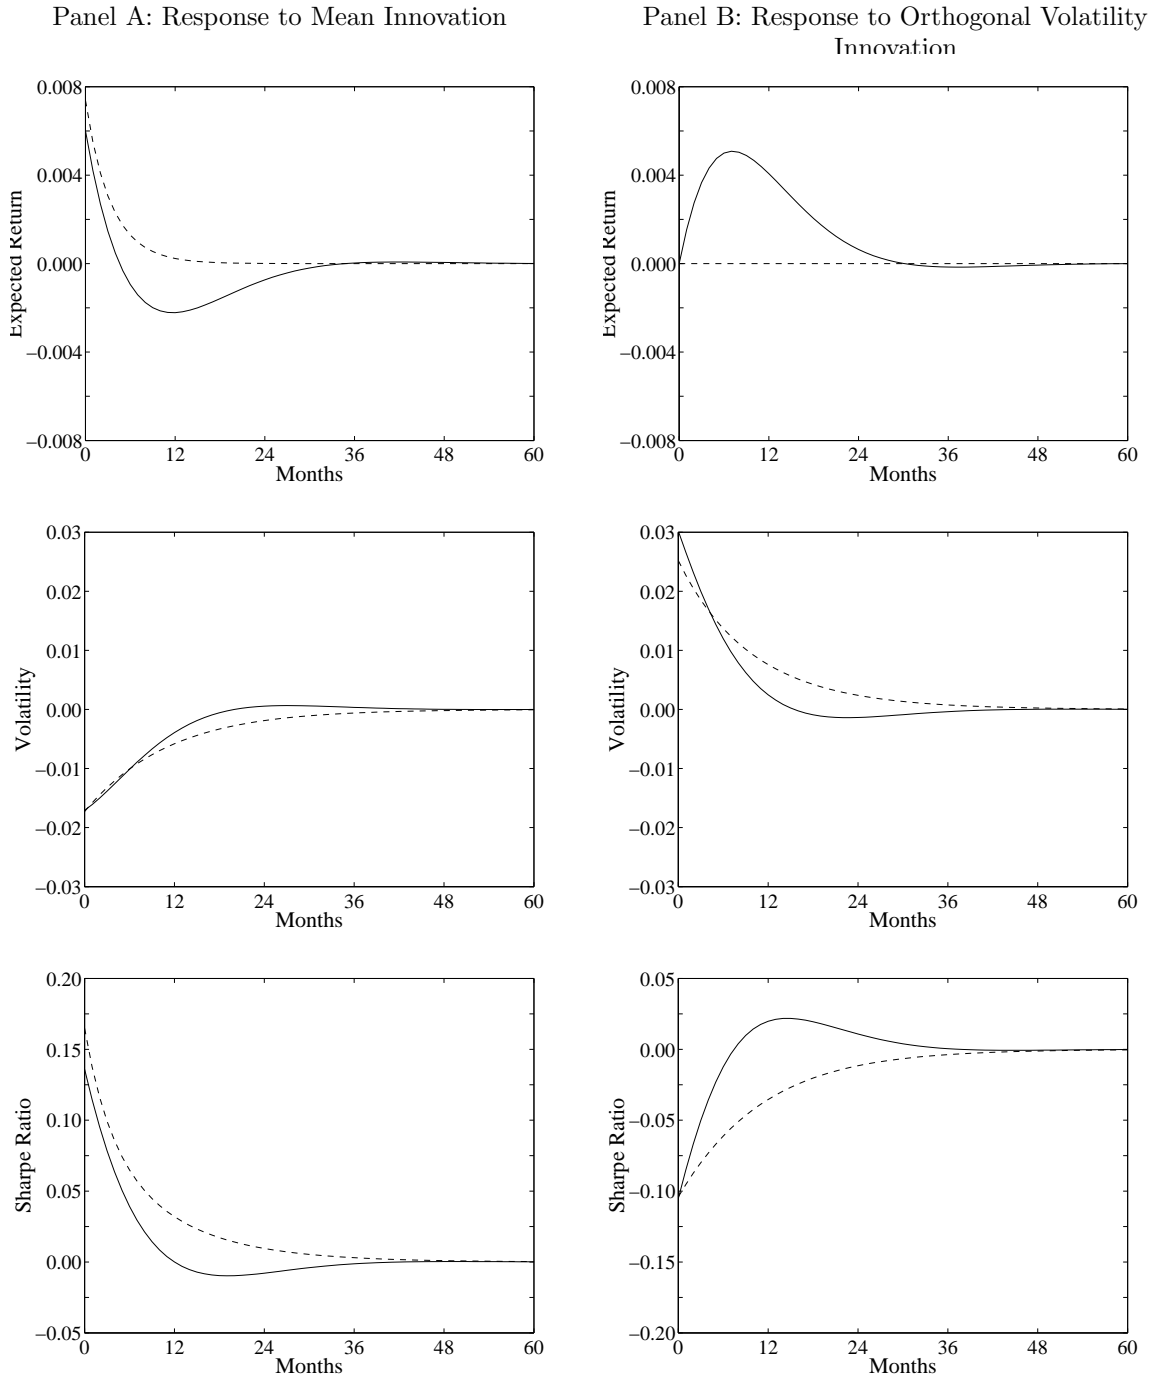 Panel A: Response to Mean Innovation
Panel B: Response to Orthogonal Volatility
Innovation
0.008
0.004
0.000
−0.004
−0.008
Expected Return
0 12 24 36 48 60
Months
0.008
0.004
0.000
−0.004
−0.008
Expected Return
0 12 24 36 48 60
Months
0.03
0.02
0.01
0.00
−0.01
−0.02
−0.03
Volatility
0 12 24 36 48 60
Months
0.03
0.02
0.01
0.00
−0.01
−0.02
−0.03
Volatility
0 12 24 36 48 60
Months
0.20
0.15
0.10
0.05
0.00
−0.05
Sharpe Ratio
0 12 24 36 48 60
Months
0.05
0.00
−0.05
−0.10
−0.15
−0.20
Sharpe Ratio
0 12 24 36 48 60
Months